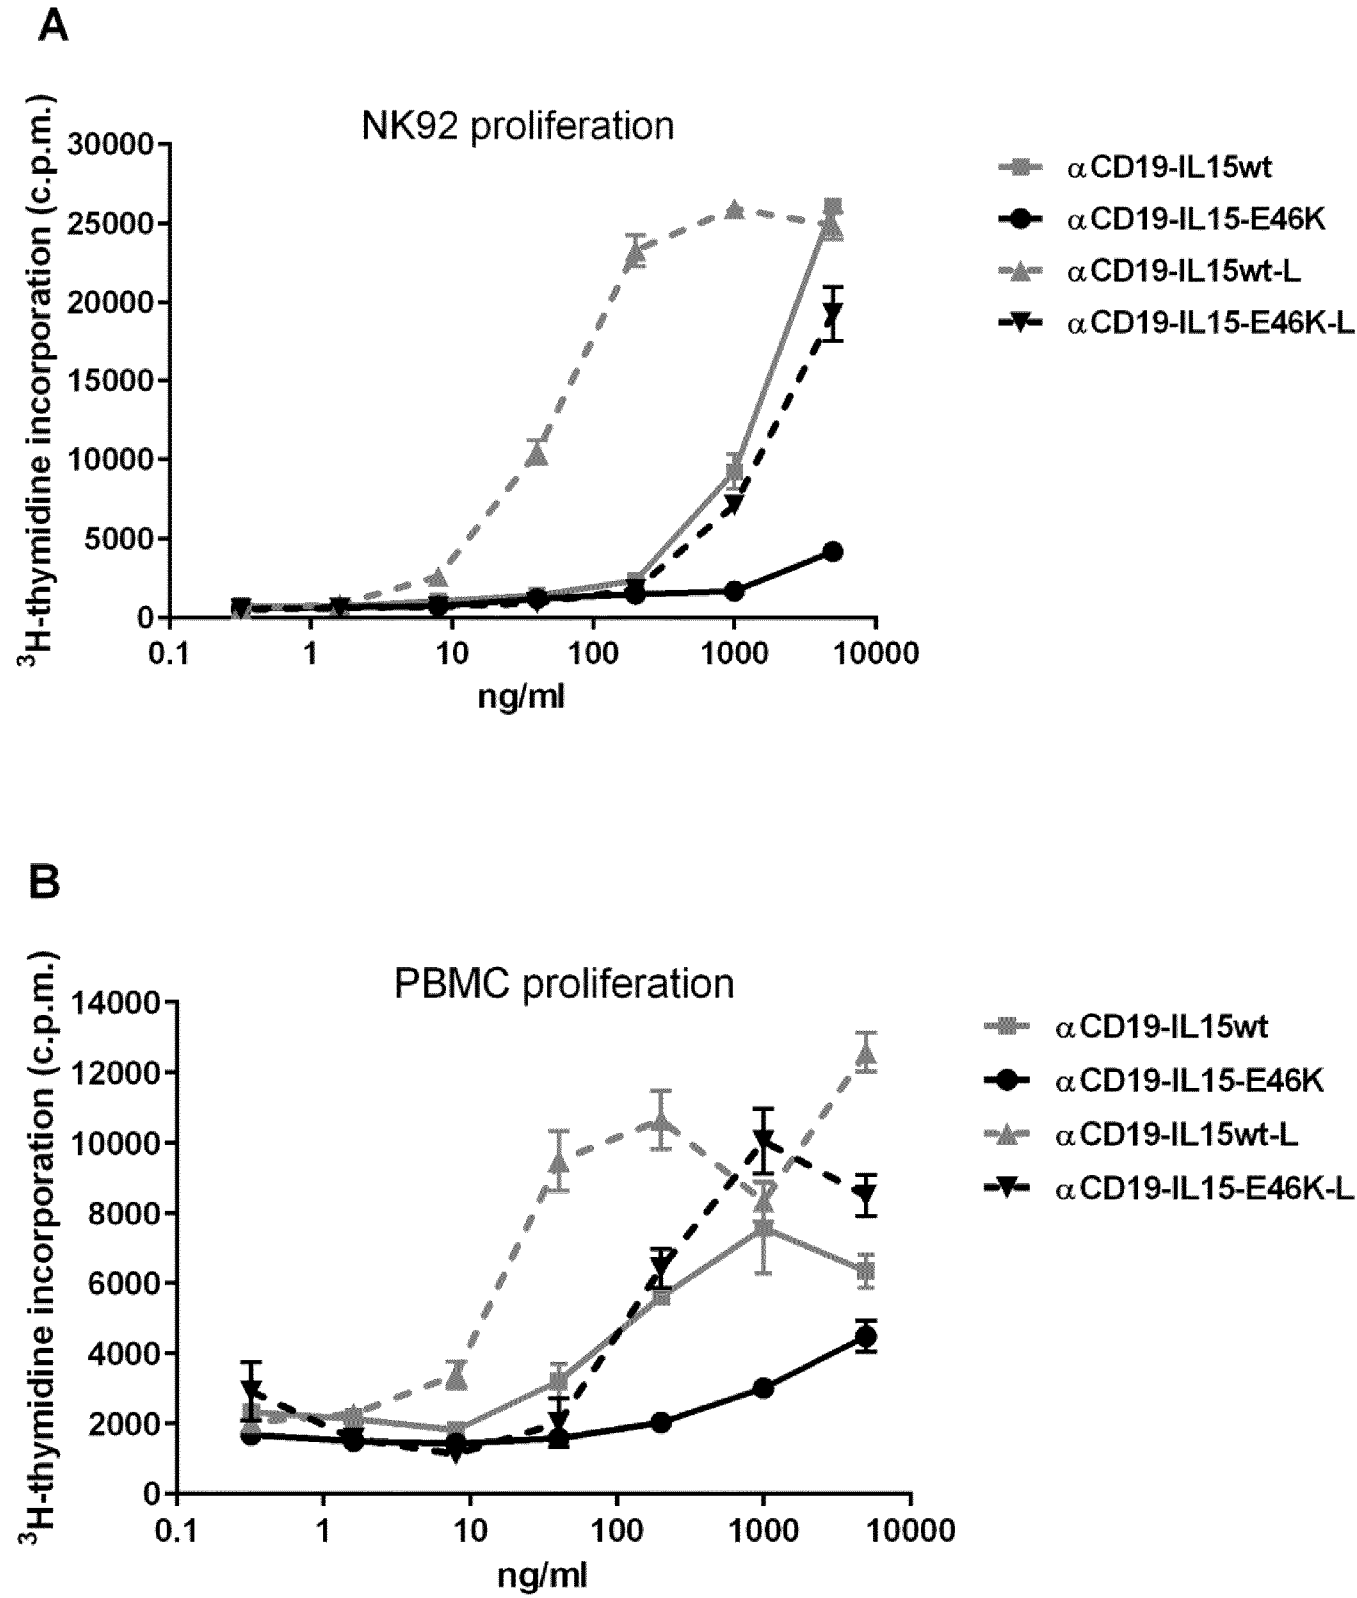 A
NK92 proliferation
³H-thymidine incorporation (c.p.m.)
30000
25000
20000
15000
10000
5000
0
0.1 1 10 100 1000 10000
ng/ml
αCD19-IL15wt
αCD19-IL15-E46K
αCD19-IL15wt-L
αCD19-IL15-E46K-L
B
PBMC proliferation
³H-thymidine incorporation (c.p.m.)
14000
12000
10000
8000
6000
4000
2000
0
0.1 1 10 100 1000 10000
ng/ml
αCD19-IL15wt
αCD19-IL15-E46K
αCD19-IL15wt-L
αCD19-IL15-E46K-L